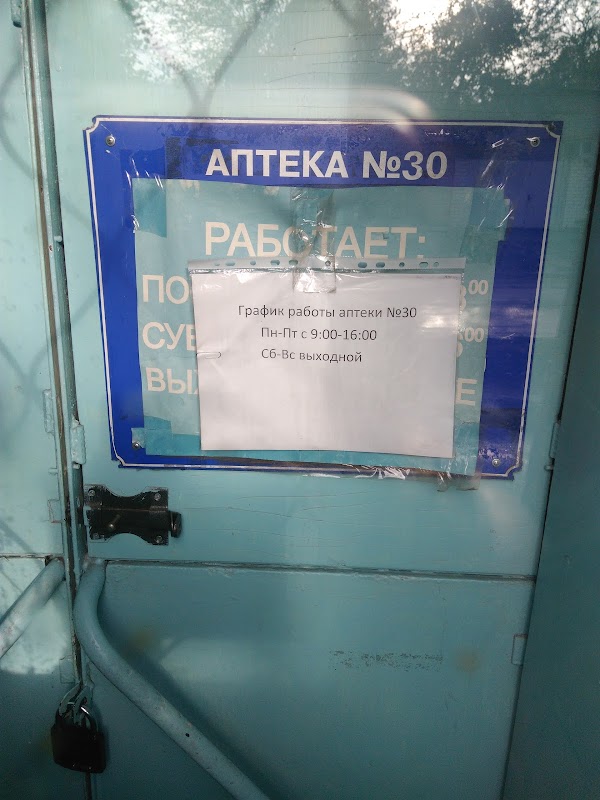 АПТЕКА №30
РАБОТАЕТ:
График работы аптеки №30
Пн-Пт с 9:00-16:00
Сб-Вс выходной